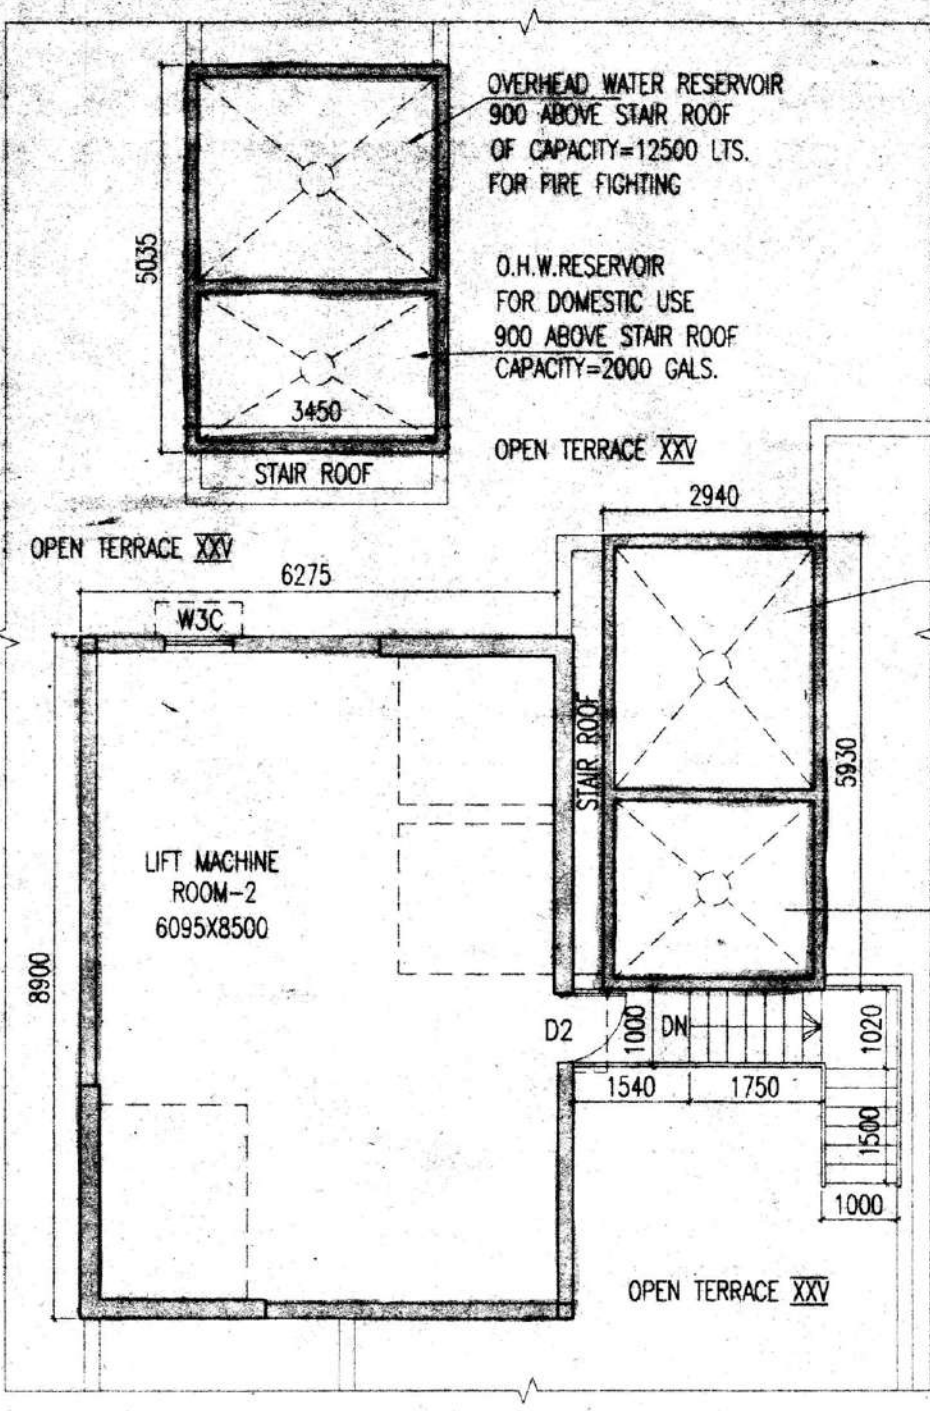 OVERHEAD WATER RESERVOIR
900 ABOVE STAIR ROOF
OF CAPACITY=12500 LTS.
FOR FIRE FIGHTING
5035
O.H.W.RESERVOIR
FOR DOMESTIC USE
900 ABOVE STAIR ROOF
CAPACITY=2000 GALS.
3450
STAIR ROOF
OPEN TERRACE XXV
2940
OPEN TERRACE XXV
6275
W3C
STAIR ROOF
5930
LIFT MACHINE
ROOM-2
6095X8500
8900
D2
1000
DN
1020
1540
1750
1500
1000
OPEN TERRACE XXV